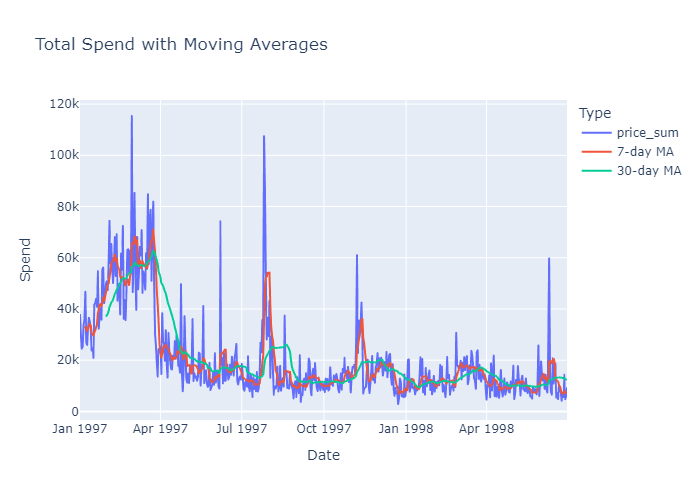 Total Spend with Moving Averages
Type
price_sum
7-day MA
30-day MA
Spend
120k
100k
80k
60k
40k
20k
0
Jan 1997
Apr 1997
Jul 1997
Oct 1997
Jan 1998
Apr 1998
Date